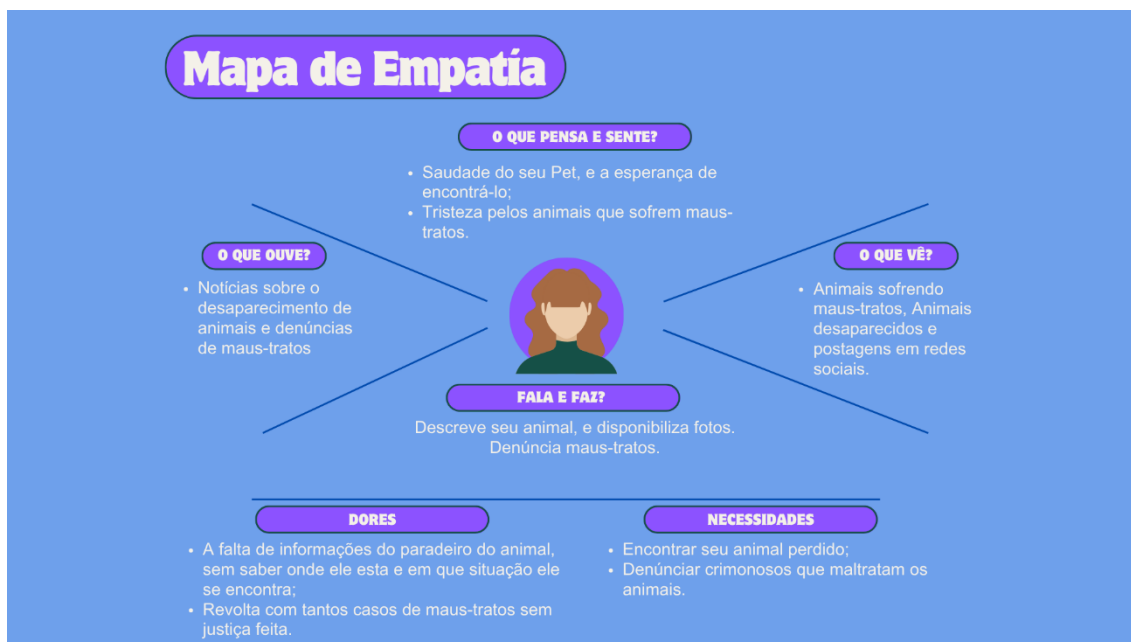 Mapa de Empatía
O QUE PENSA E SENTE?
• Saudade do seu Pet, e a esperança de
encontrá-lo;
• Tristeza pelos animais que sofrem maus-
tratos.
O QUE OUVE?
• Notícias sobre o
desaparecimento de
animais e denúncias
de maus-tratos
O QUE VÊ?
• Animais sofrendo
maus-tratos, Animais
desaparecidos e
postagens em redes
sociais.
FALA E FAZ?
Descreve seu animal, e disponibiliza fotos.
Denúncia maus-tratos.
DORES
• A falta de informações do paradeiro do animal,
sem saber onde ele esta e em que situação ele
se encontra;
• Revolta com tantos casos de maus-tratos sem
justiça feita.
NECESSIDADES
• Encontrar seu animal perdido;
• Denúnciar crimonosos que maltratam os
animais.